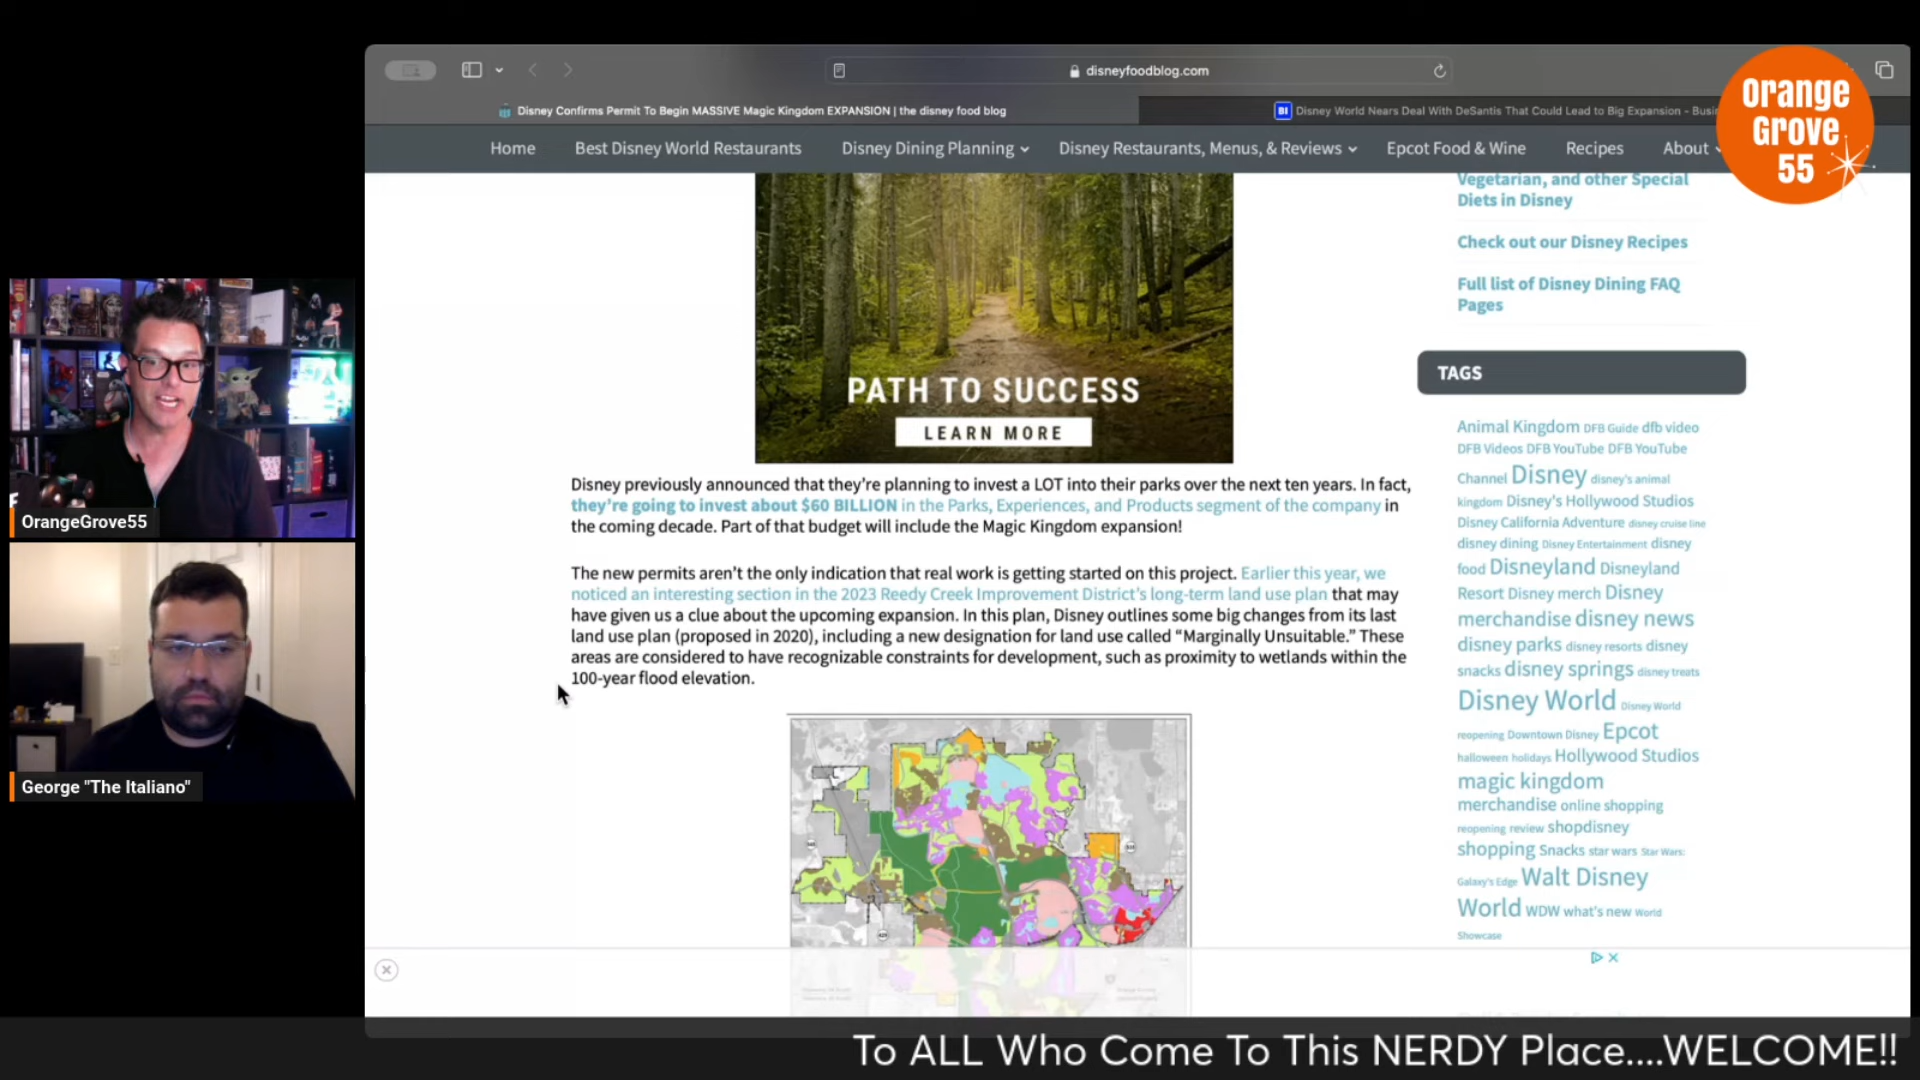 disneyfoodblog.com
Disney Confirms Permit To Begin MASSIVE Magic Kingdom EXPANSION | the disney food blog
BI Disney World Nears Deal With DeSantis That Could Lead to Big Expansion - Busi
Orange
Grove
55
Home Best Disney World Restaurants Disney Dining Planning Disney Restaurants, Menus, & Reviews Epcot Food & Wine Recipes About
Vegetarian, and other Special
Diets in Disney
Check out our Disney Recipes
Full list of Disney Dining FAQ
Pages
PATH TO SUCCESS
LEARN MORE
TAGS
Animal Kingdom DFB Guide dfb video
DFB Videos DFB YouTube DFB YouTube
Channel Disney disney's animal
kingdom Disney's Hollywood Studios
Disney California Adventure disney cruise line
disney dining Disney Entertainment disney
food Disneyland Disneyland
Resort Disney merch Disney
merchandise disney news
disney parks disney resorts disney
snacks disney springs disney treats
Disney World Disney World
reopening Downtown Disney Epcot
halloween holidays Hollywood Studios
magic kingdom
merchandise online shopping
reopening review shopdisney
shopping Snacks star wars Star Wars:
Galaxy's Edge Walt Disney
World WDW what's new World
Showcase
Disney previously announced that they're planning to invest a LOT into their parks over the next ten years. In fact,
they're going to invest about $60 BILLION in the Parks, Experiences, and Products segment of the company in
the coming decade. Part of that budget will include the Magic Kingdom expansion!
The new permits aren't the only indication that real work is getting started on this project. Earlier this year, we
noticed an interesting section in the 2023 Reedy Creek Improvement District's long-term land use plan that may
have given us a clue about the upcoming expansion. In this plan, Disney outlines some big changes from its last
land use plan (proposed in 2020), including a new designation for land use called “Marginally Unsuitable.” These
areas are considered to have recognizable constraints for development, such as proximity to wetlands within the
100-year flood elevation.
OrangeGrove55
George "The Italiano"
To ALL Who Come To This NERDY Place....WELCOME!!